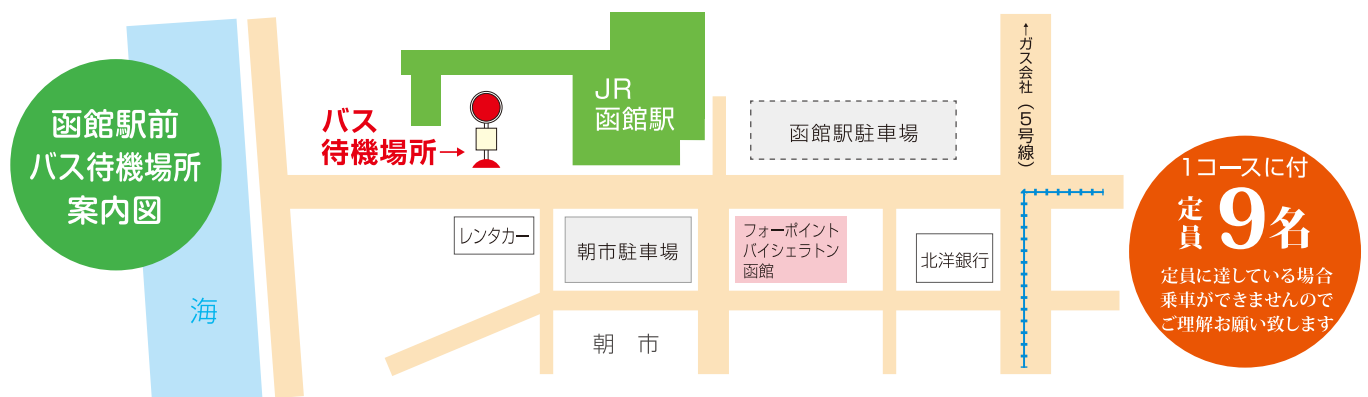 函館駅前
バス待機場所
案内図
海
バス
待機場所→
JR
函館駅
函館駅駐車場
←ガス会社（5号線）
レンタカー
朝市駐車場
フォーポイント
バイシェラトン
函館
北洋銀行
朝 市
1コースに付
定員9名
定員に達している場合
乗車ができませんので
ご理解お願い致します